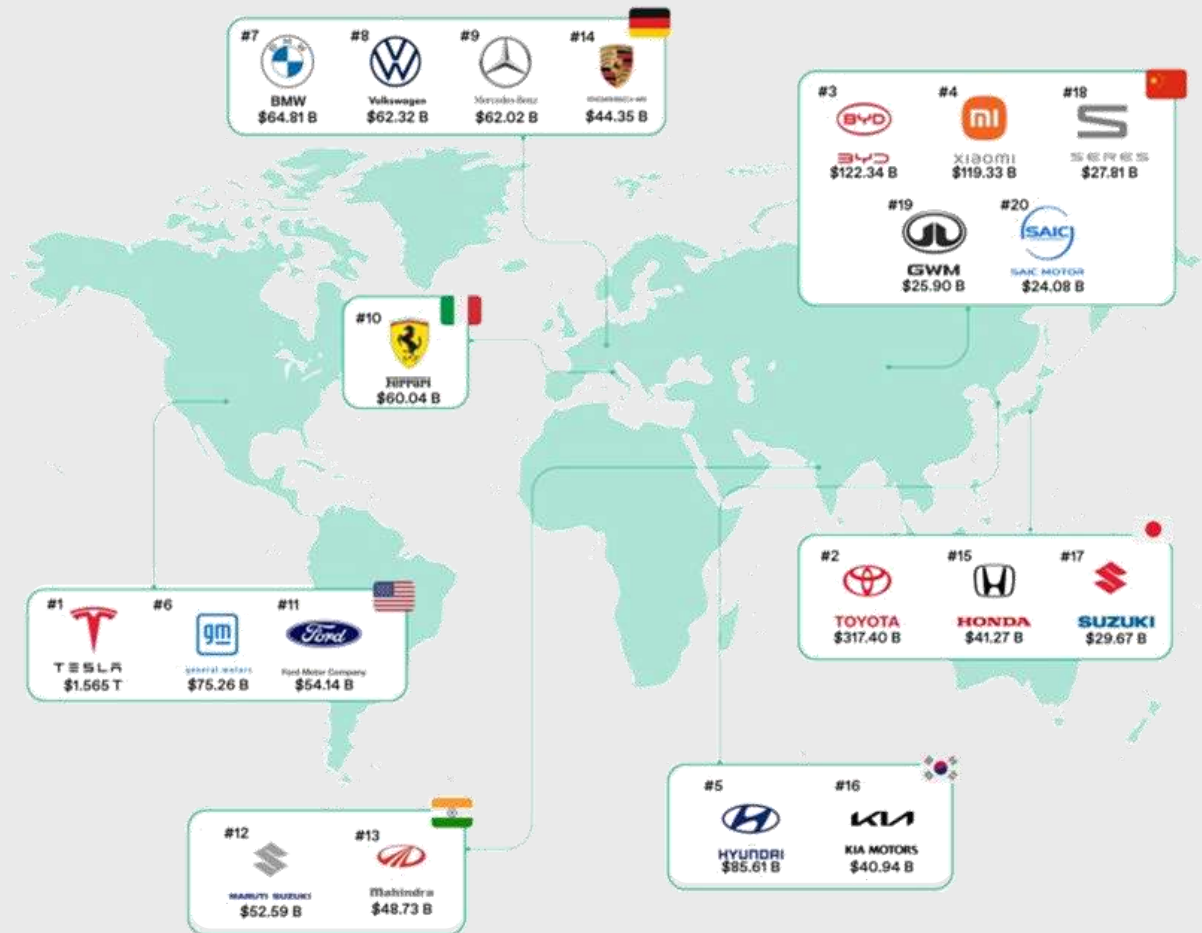 #7
#8
#9
#14
BMW
Volkswagen
Mercedes-Benz
$64.81 B
$62.32 B
$62.02 B
$44.35 B
#3
#4
#18
BYD
mi
BYD
xiaomi
SERES
$122.34 B
$119.33 B
$27.81 B
#19
#20
SAIC
GWM
SAIC MOTOR
$25.90 B
$24.08 B
#10
Ferrari
$60.04 B
#2
#15
#17
TOYOTA
HONDA
SUZUKI
$317.40 B
$41.27 B
$29.67 B
#1
#6
#11
gm
Ford
TESLA
general motors
Ford Motor Company
$1.565 T
$75.26 B
$54.14 B
#5
#16
KIA
HYUNDAI
KIA MOTORS
$85.61 B
$40.94 B
#12
#13
MARUTI SUZUKI
Mahindra
$52.59 B
$48.73 B